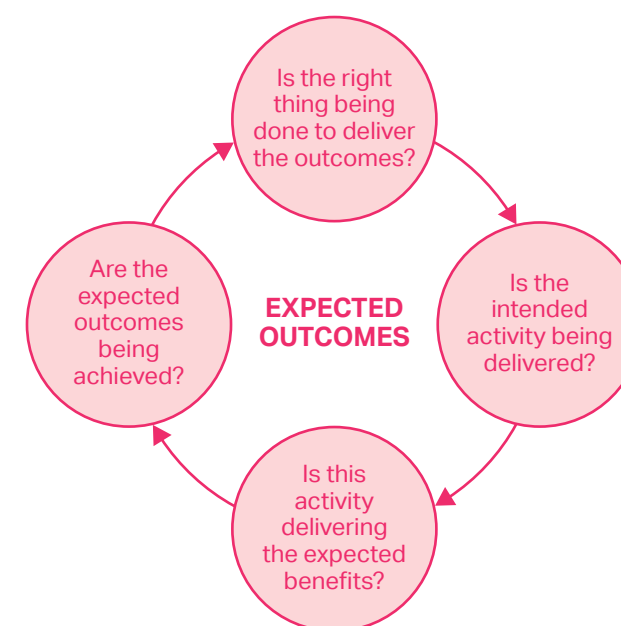 Is the right
thing being
done to deliver
the outcomes?
Is the
intended
activity being
delivered?
Is this
activity
delivering
the expected
benefits?
Are the
expected
outcomes
being
achieved?
EXPECTED
OUTCOMES